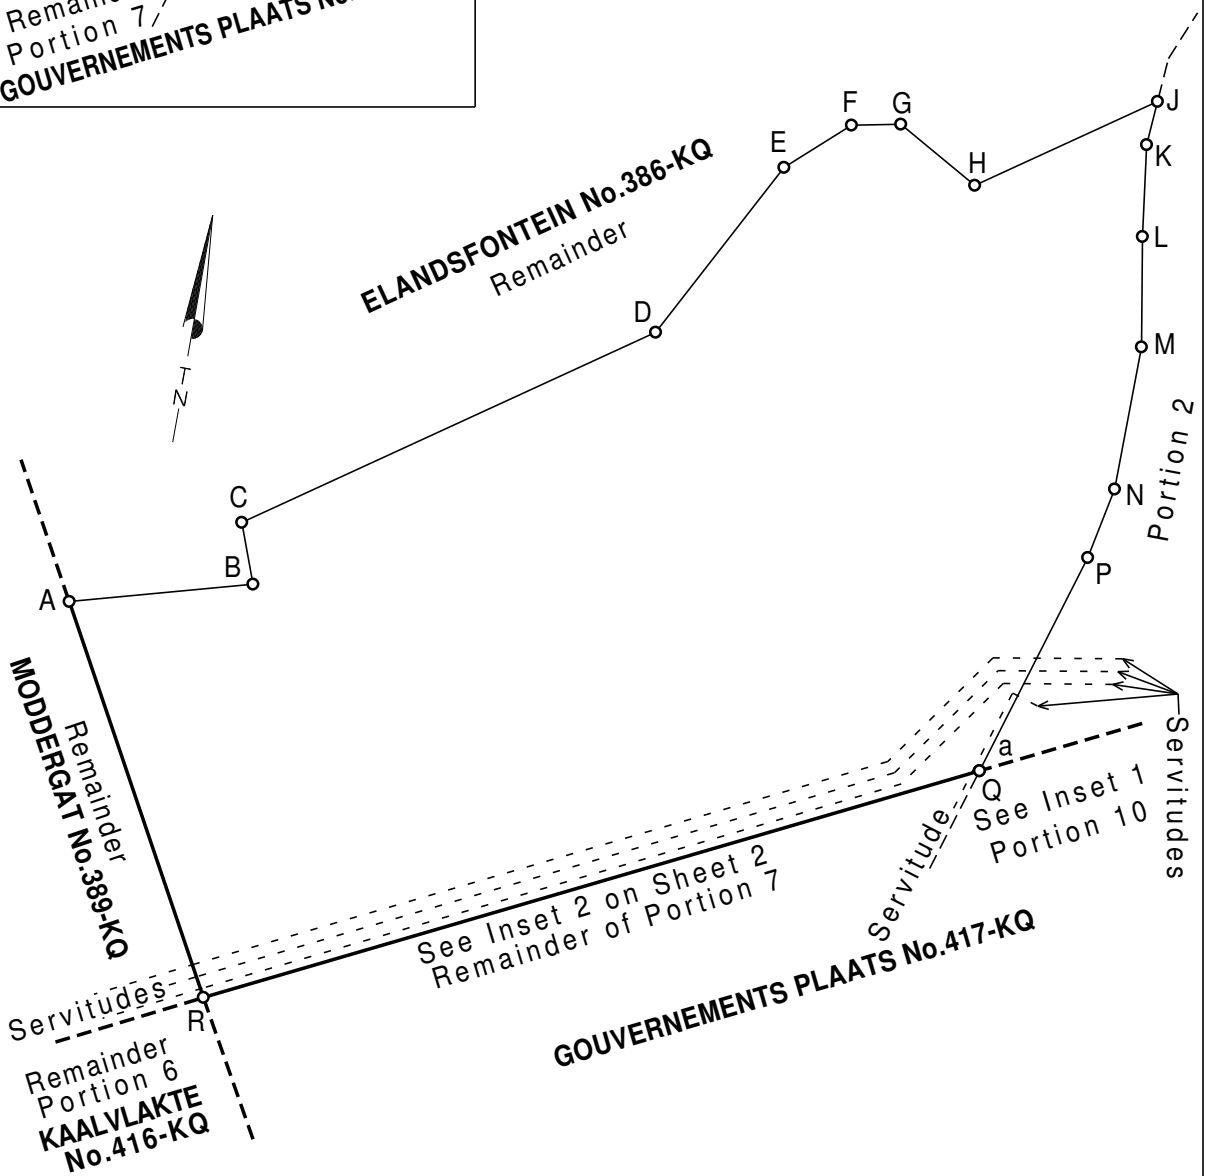 Portion 7
GOUVERNEMENTS PLAATS
F
G
J
E
K
H
ELANDSFONTEIN No.386-KQ
Remainder
L
D
M
T
N
Portion 2
C
N
B
P
A
MODDERGAT No.389-KQ
Remainder
a
Servitudes
Q
See Inset 1
Portion 10
Servitude
See Inset 2 on Sheet 2
Remainder of Portion 7
GOUVERNEMENTS PLAATS No.417-KQ
Servitudes
R
Remainder
Portion 6
KAALVLAKTE
No.416-KQ